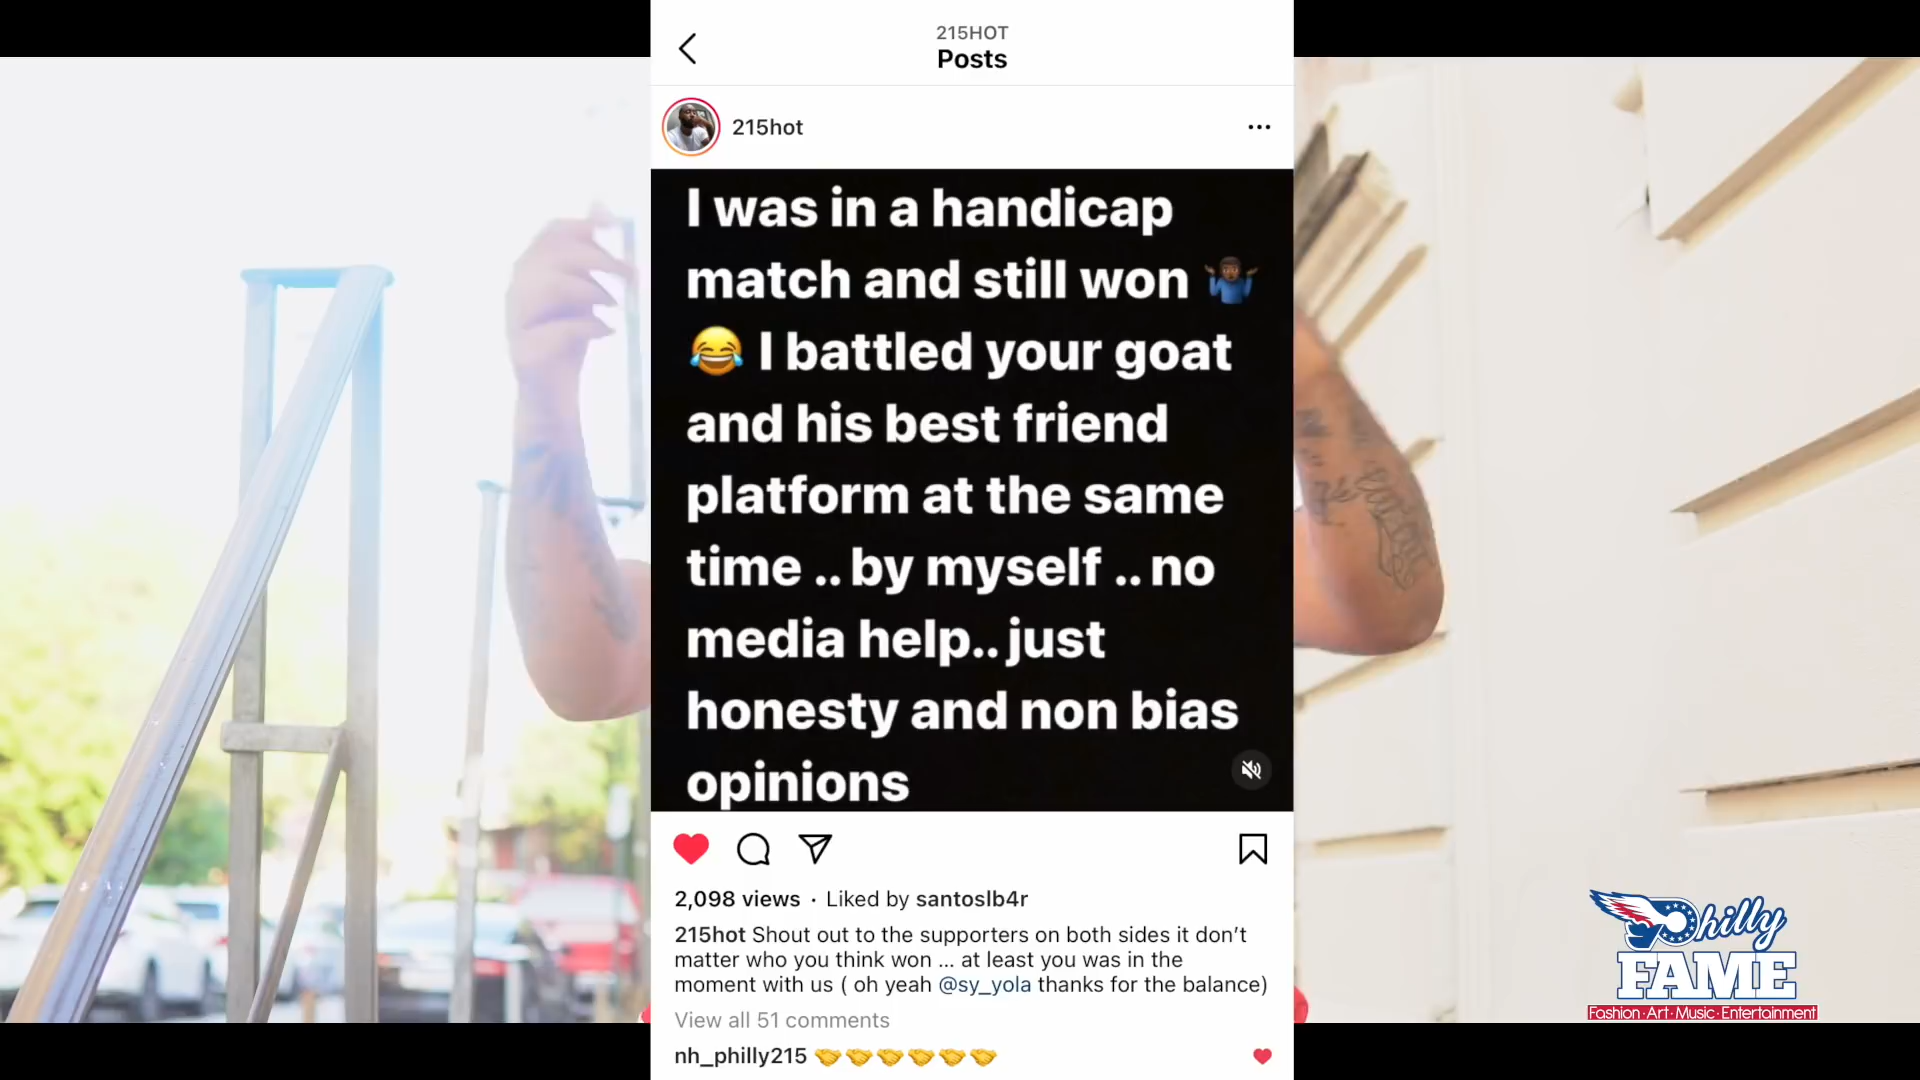 215HOT
Posts
215hot
I was in a handicap
match and still won 🤷🏾‍♂️
😂 I battled your goat
and his best friend
platform at the same
time .. by myself .. no
media help.. just
honesty and non bias
opinions
2,098 views · Liked by santoslb4r
215hot Shout out to the supporters on both sides it don't
matter who you think won ... at least you was in the
moment with us ( oh yeah @sy_yola thanks for the balance)
View all 51 comments
nh_philly215 🤝🤝🤝🤝🤝🤝
Philly
FAME
Fashion·Art·Music·Entertainment